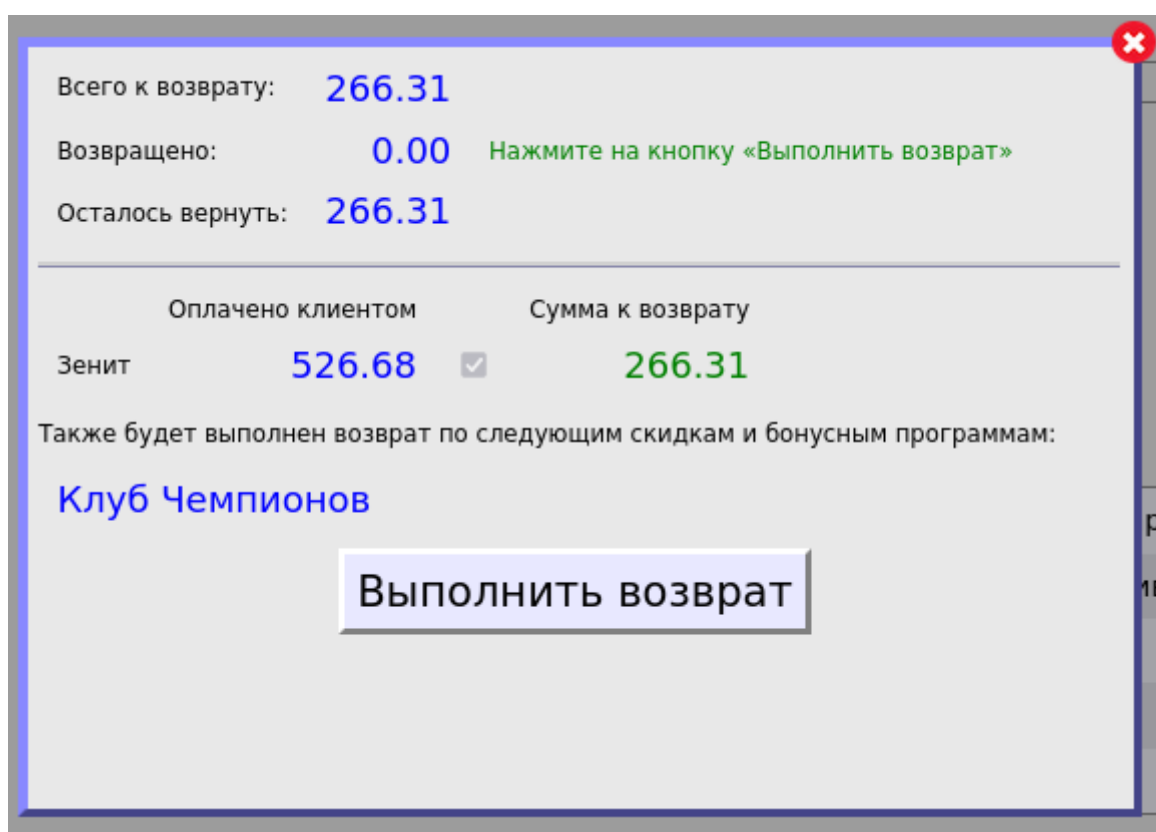 Всего к возврату: 266.31
Возвращено: 0.00 Нажмите на кнопку «Выполнить возврат»
Осталось вернуть: 266.31
Оплачено клиентом Сумма к возврату
Зенит 526.68 266.31
Также будет выполнен возврат по следующим скидкам и бонусным программам:
Клуб Чемпионов
Выполнить возврат